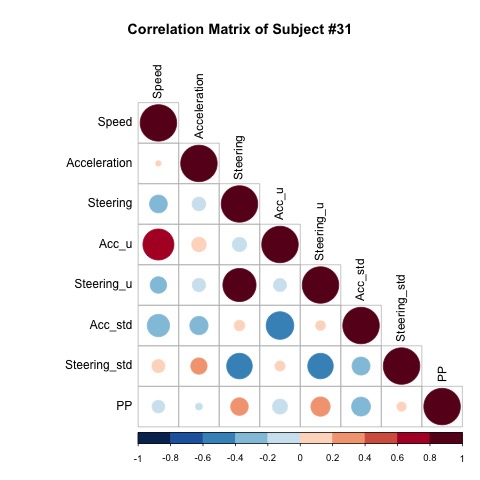 Correlation Matrix of Subject #31
Speed
Acceleration
Steering
Acc_u
Steering_u
Acc_std
Steering_std
PP
Speed
Acceleration
Steering
Acc_u
Steering_u
Acc_std
Steering_std
PP
-1 -0.8 -0.6 -0.4 -0.2 0 0.2 0.4 0.6 0.8 1